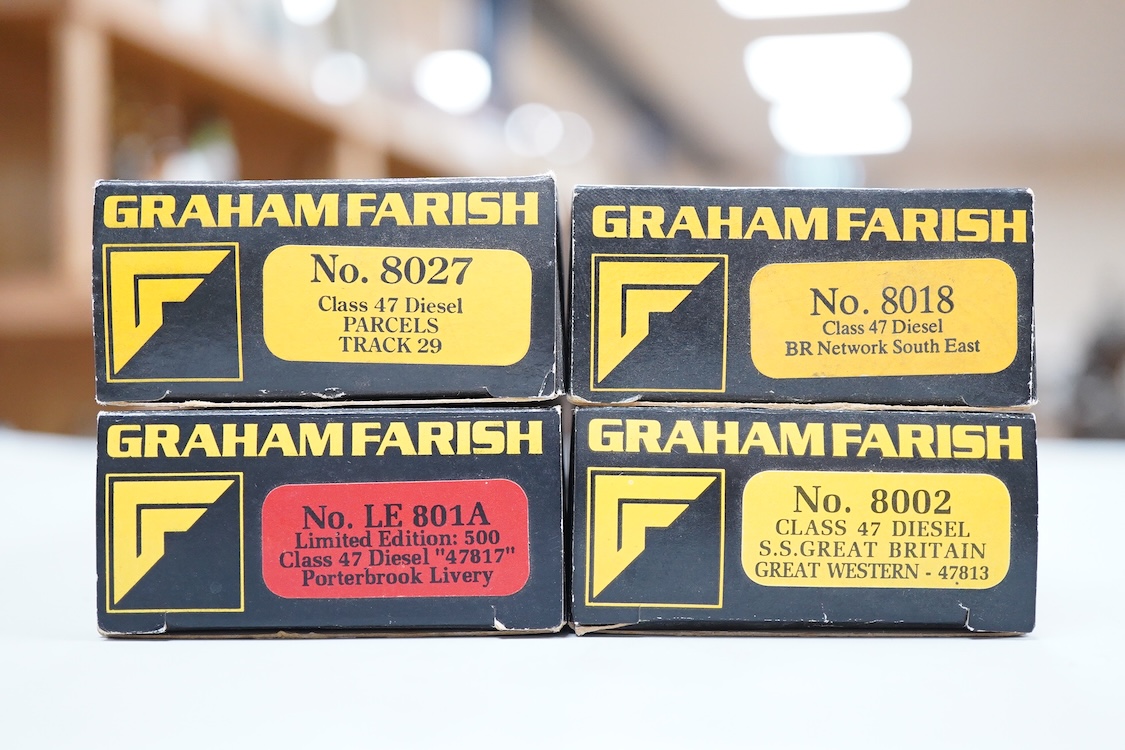 GRAHAM FARISH
No. 8027
Class 47 Diesel
PARCELS
TRACK 29
GRAHAM FARISH
No. 8018
Class 47 Diesel
BR Network South East
GRAHAM FARISH
No. LE 801A
Limited Edition: 500
Class 47 Diesel "47817"
Porterbrook Livery
GRAHAM FARISH
No. 8002
CLASS 47 DIESEL
S.S.GREAT BRITAIN
GREAT WESTERN - 47813